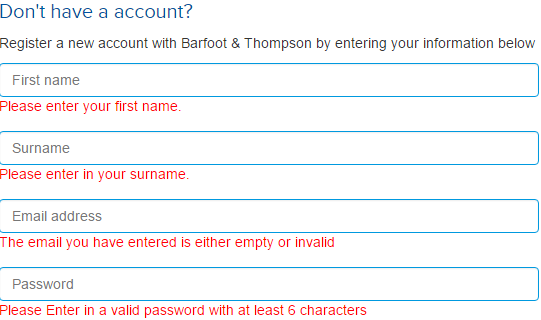 Don't have a account?
Register a new account with Barfoot & Thompson by entering your information below
First name
Please enter your first name.
Surname
Please enter in your surname.
Email address
The email you have entered is either empty or invalid
Password
Please Enter in a valid password with at least 6 characters